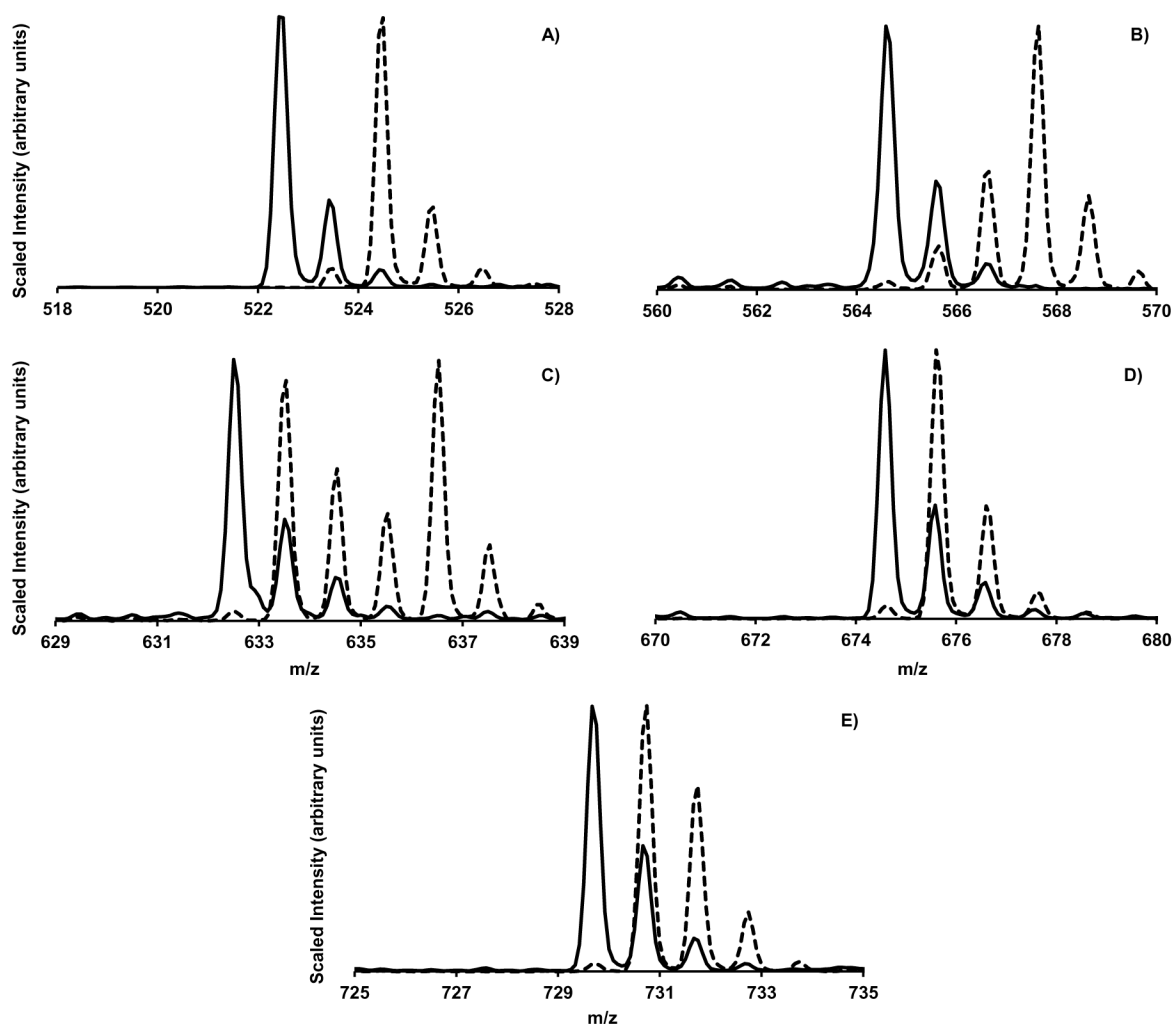 A)
B)
Scaled Intensity (arbitrary units)
518 520 522 524 526 528
560 562 564 566 568 570
C)
D)
Scaled Intensity (arbitrary units)
629 631 633 635 637 639
670 672 674 676 678 680
m/z
m/z
E)
Scaled Intensity (arbitrary units)
725 727 729 731 733 735
m/z